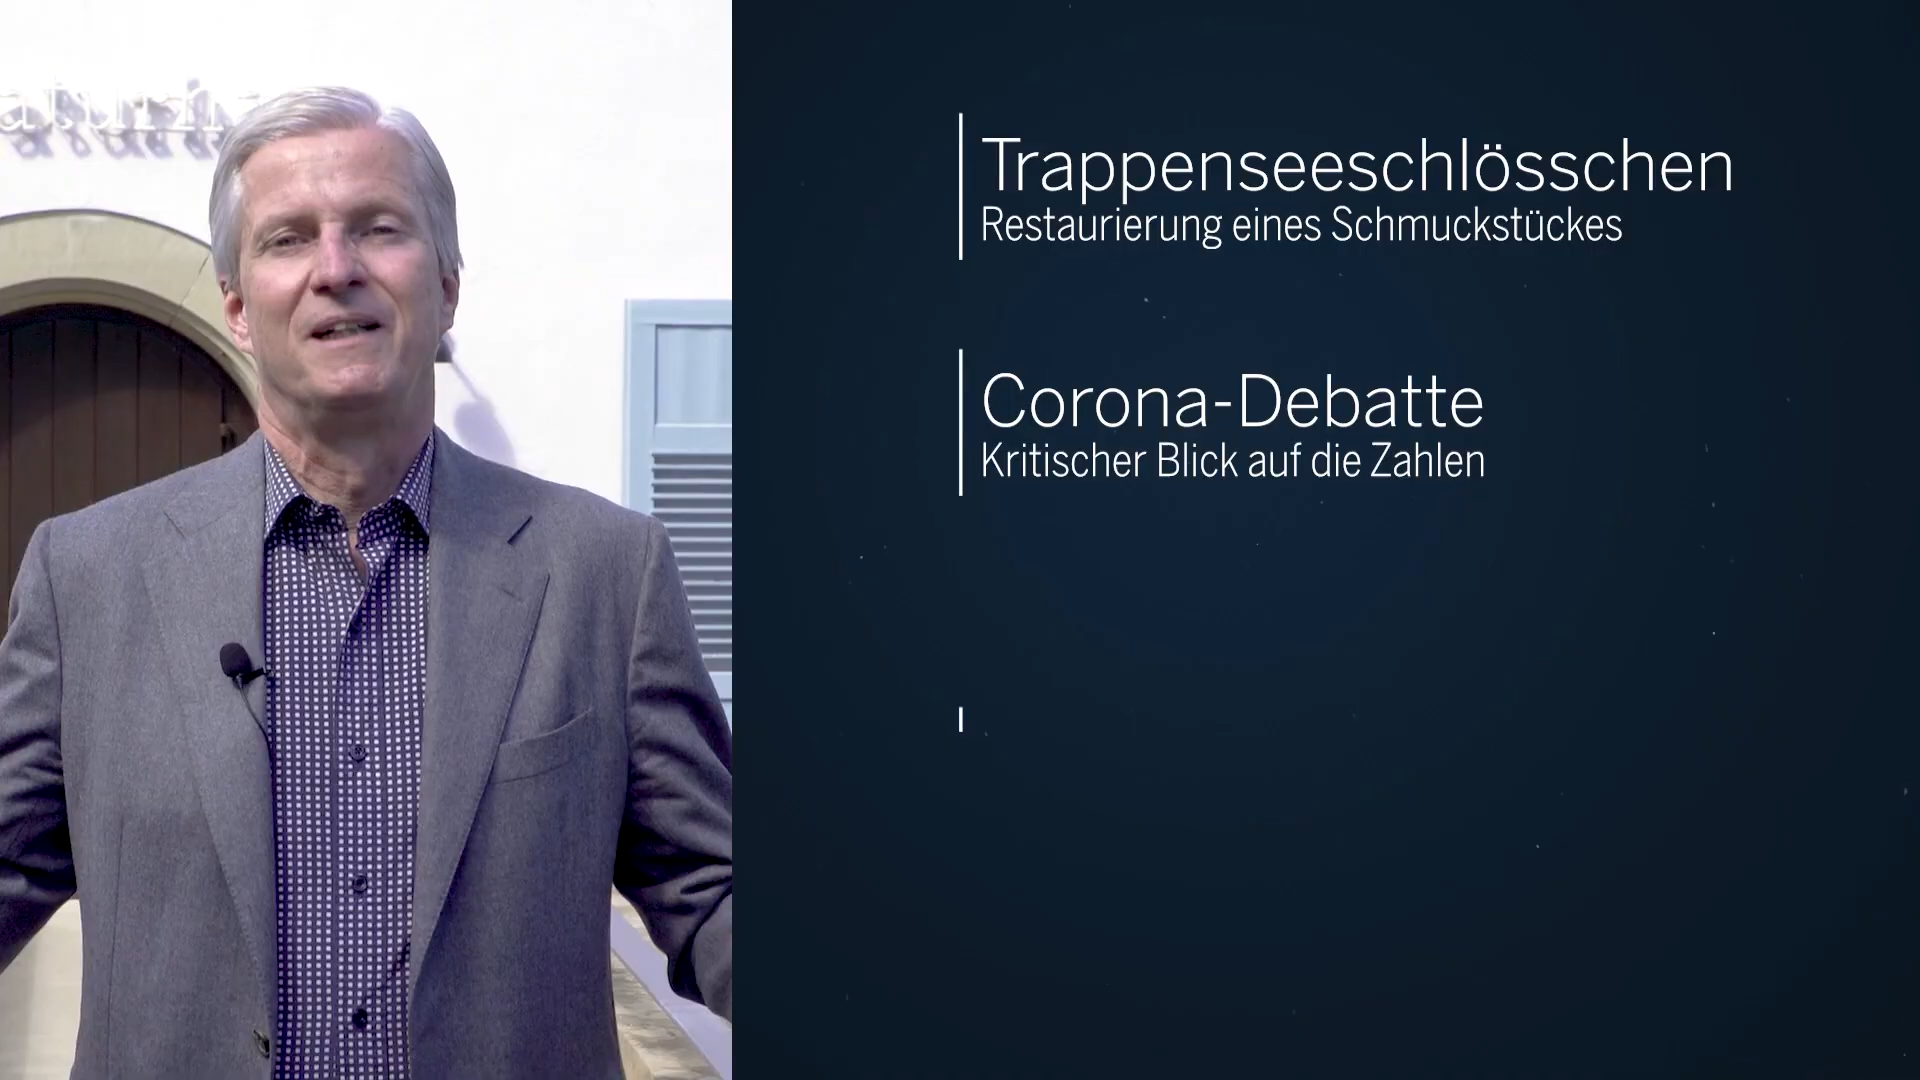 Trappenseeschlösschen
Restaurierung eines Schmuckstückes
Corona-Debatte
Kritischer Blick auf die Zahlen